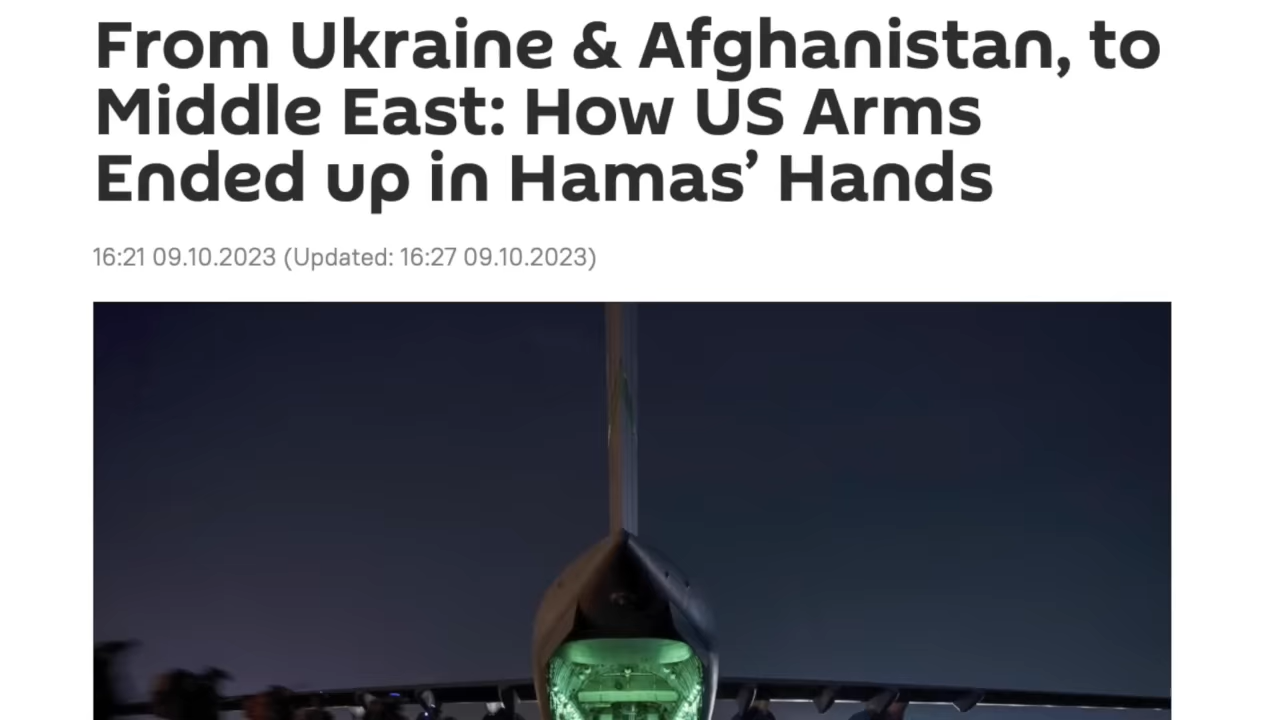 From Ukraine & Afghanistan, to
Middle East: How US Arms
Ended up in Hamas’ Hands
16:21 09.10.2023 (Updated: 16:27 09.10.2023)